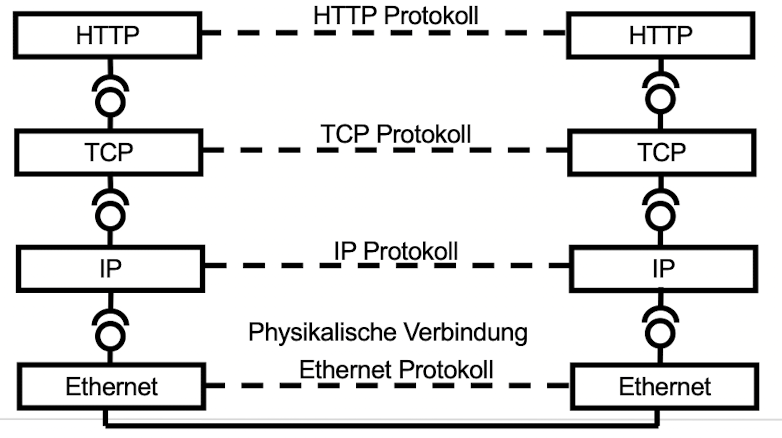 HTTP Protokoll
HTTP
HTTP
TCP Protokoll
TCP
TCP
IP Protokoll
IP
IP
Physikalische Verbindung
Ethernet Protokoll
Ethernet
Ethernet